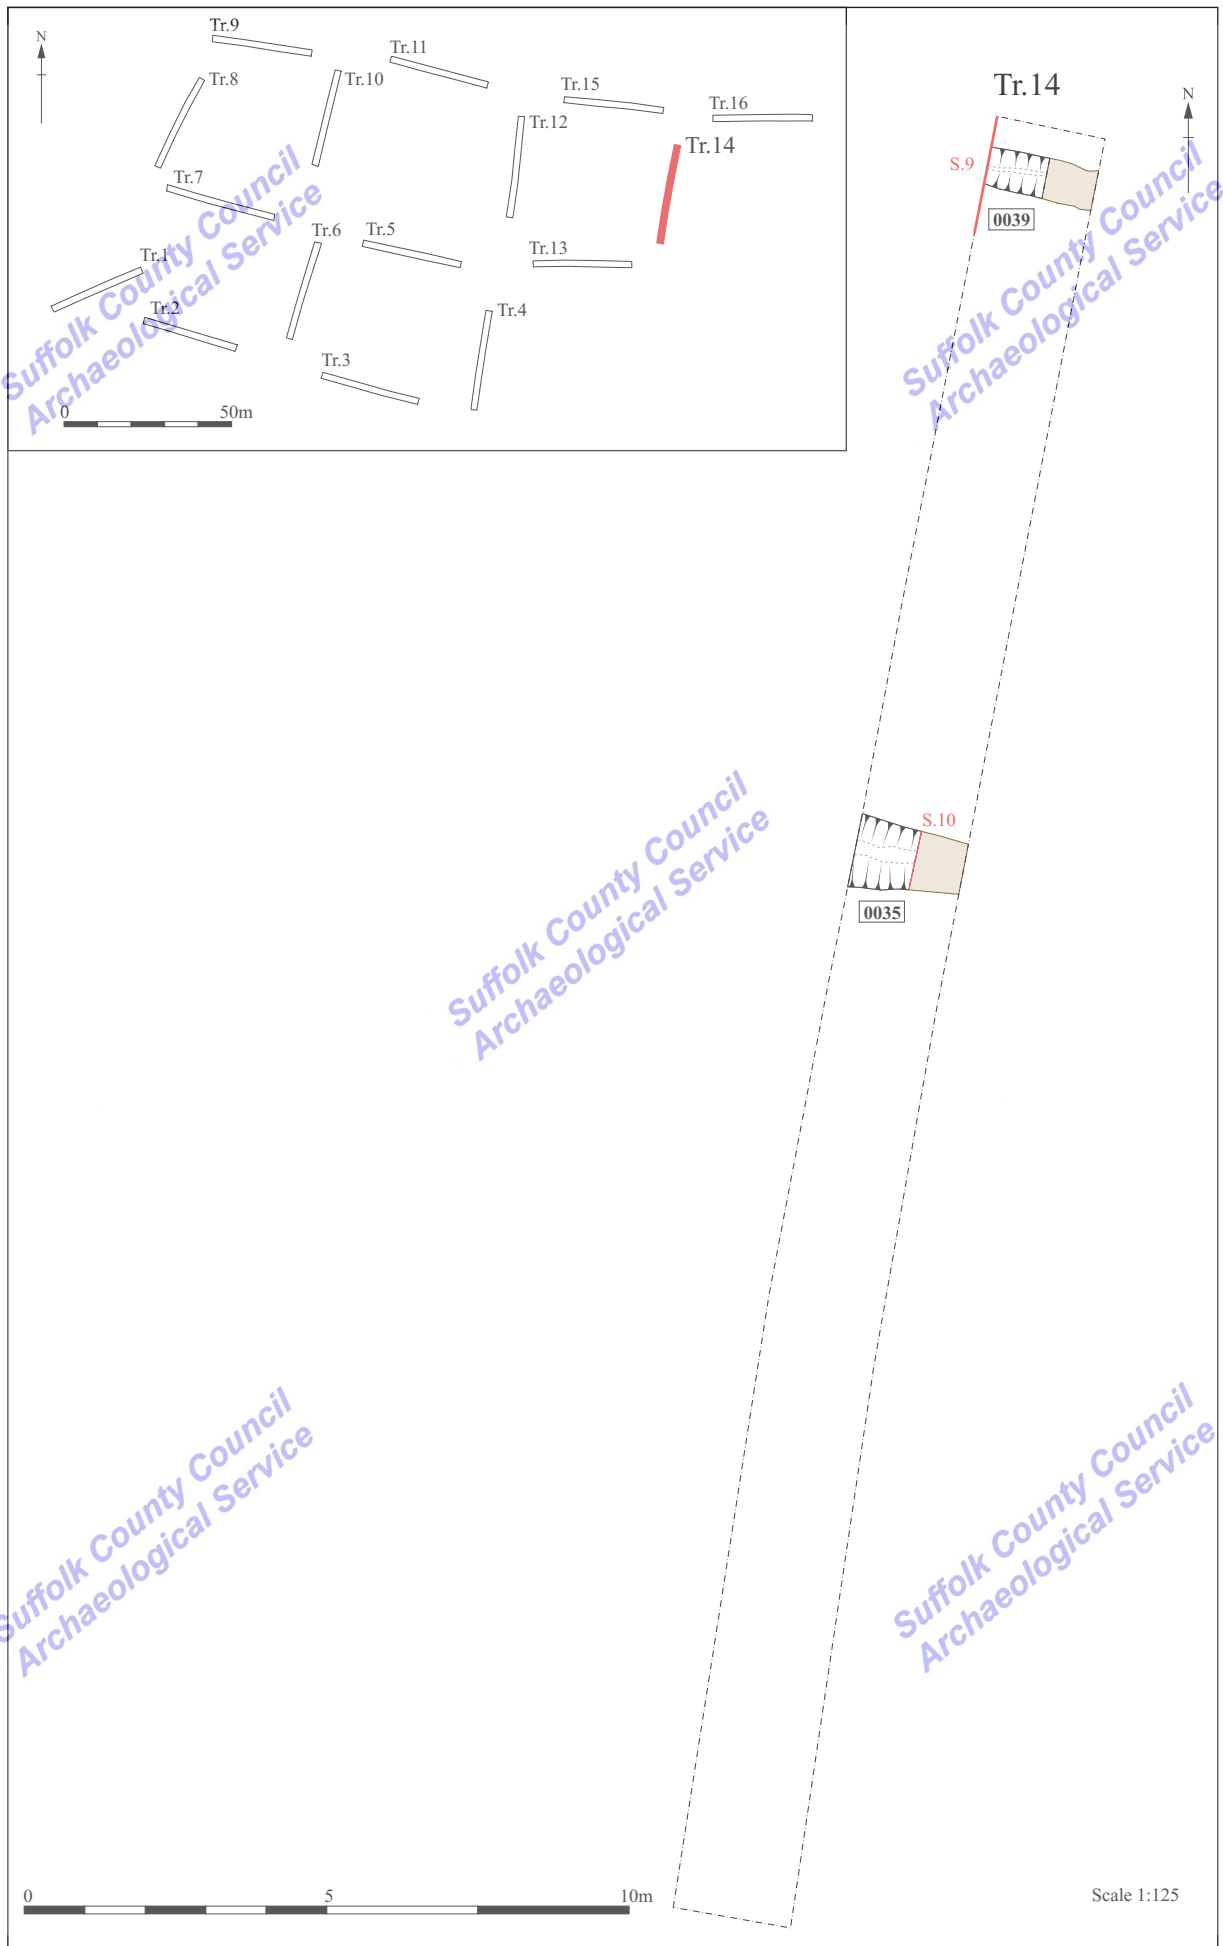 N
Tr.9
Tr.11
Tr.8
Tr.10
Tr.15
Tr.16
Tr.12
Tr.14
Tr.7
Tr.6
Tr.5
Tr.13
Tr.1
Tr.2
Tr.4
Tr.3
0 50m
Suffolk County Council
Archaeological Service
Tr.14
N
S.9
0039
Suffolk County Council
Archaeological Service
S.10
0035
Suffolk County Council
Archaeological Service
Suffolk County Council
Archaeological Service
Suffolk County Council
Archaeological Service
0 5 10m
Scale 1:125